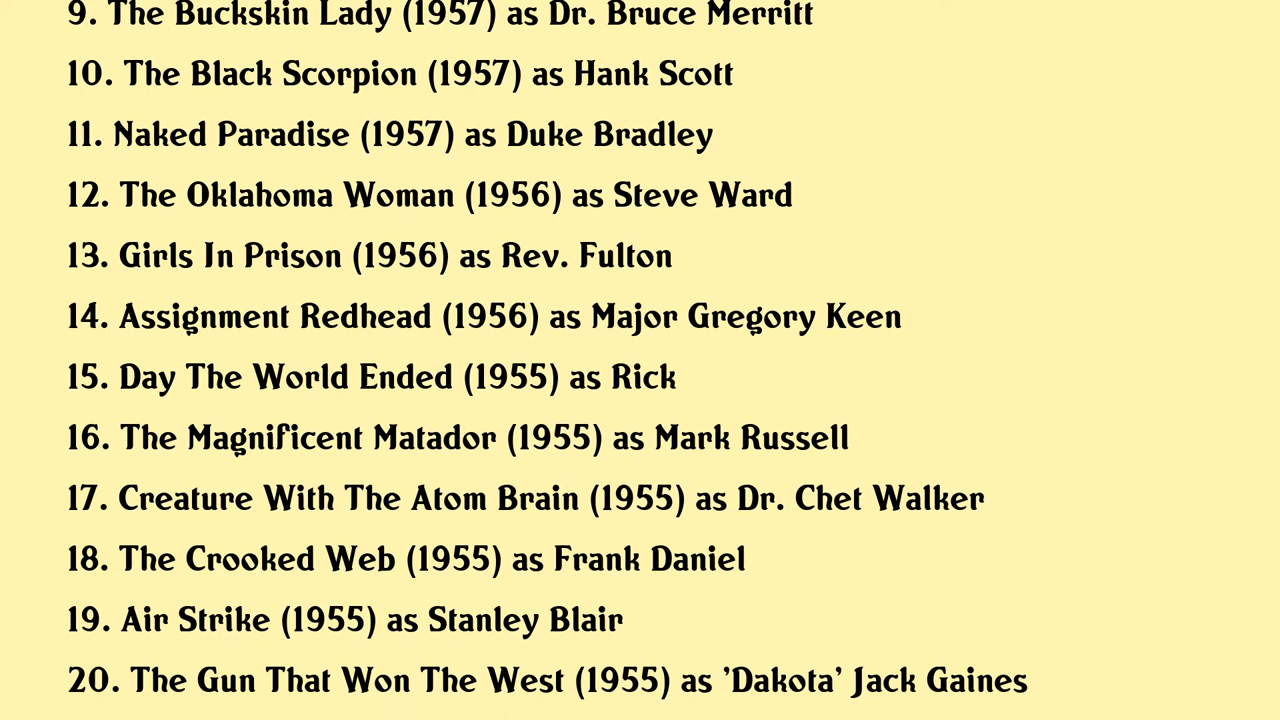 9. The Buckskin Lady (1957) as Dr. Bruce Merritt
10. The Black Scorpion (1957) as Hank Scott
11. Naked Paradise (1957) as Duke Bradley
12. The Oklahoma Woman (1956) as Steve Ward
13. Girls In Prison (1956) as Rev. Fulton
14. Assignment Redhead (1956) as Major Gregory Keen
15. Day The World Ended (1955) as Rick
16. The Magnificent Matador (1955) as Mark Russell
17. Creature With The Atom Brain (1955) as Dr. Chet Walker
18. The Crooked Web (1955) as Frank Daniel
19. Air Strike (1955) as Stanley Blair
20. The Gun That Won The West (1955) as 'Dakota' Jack Gaines